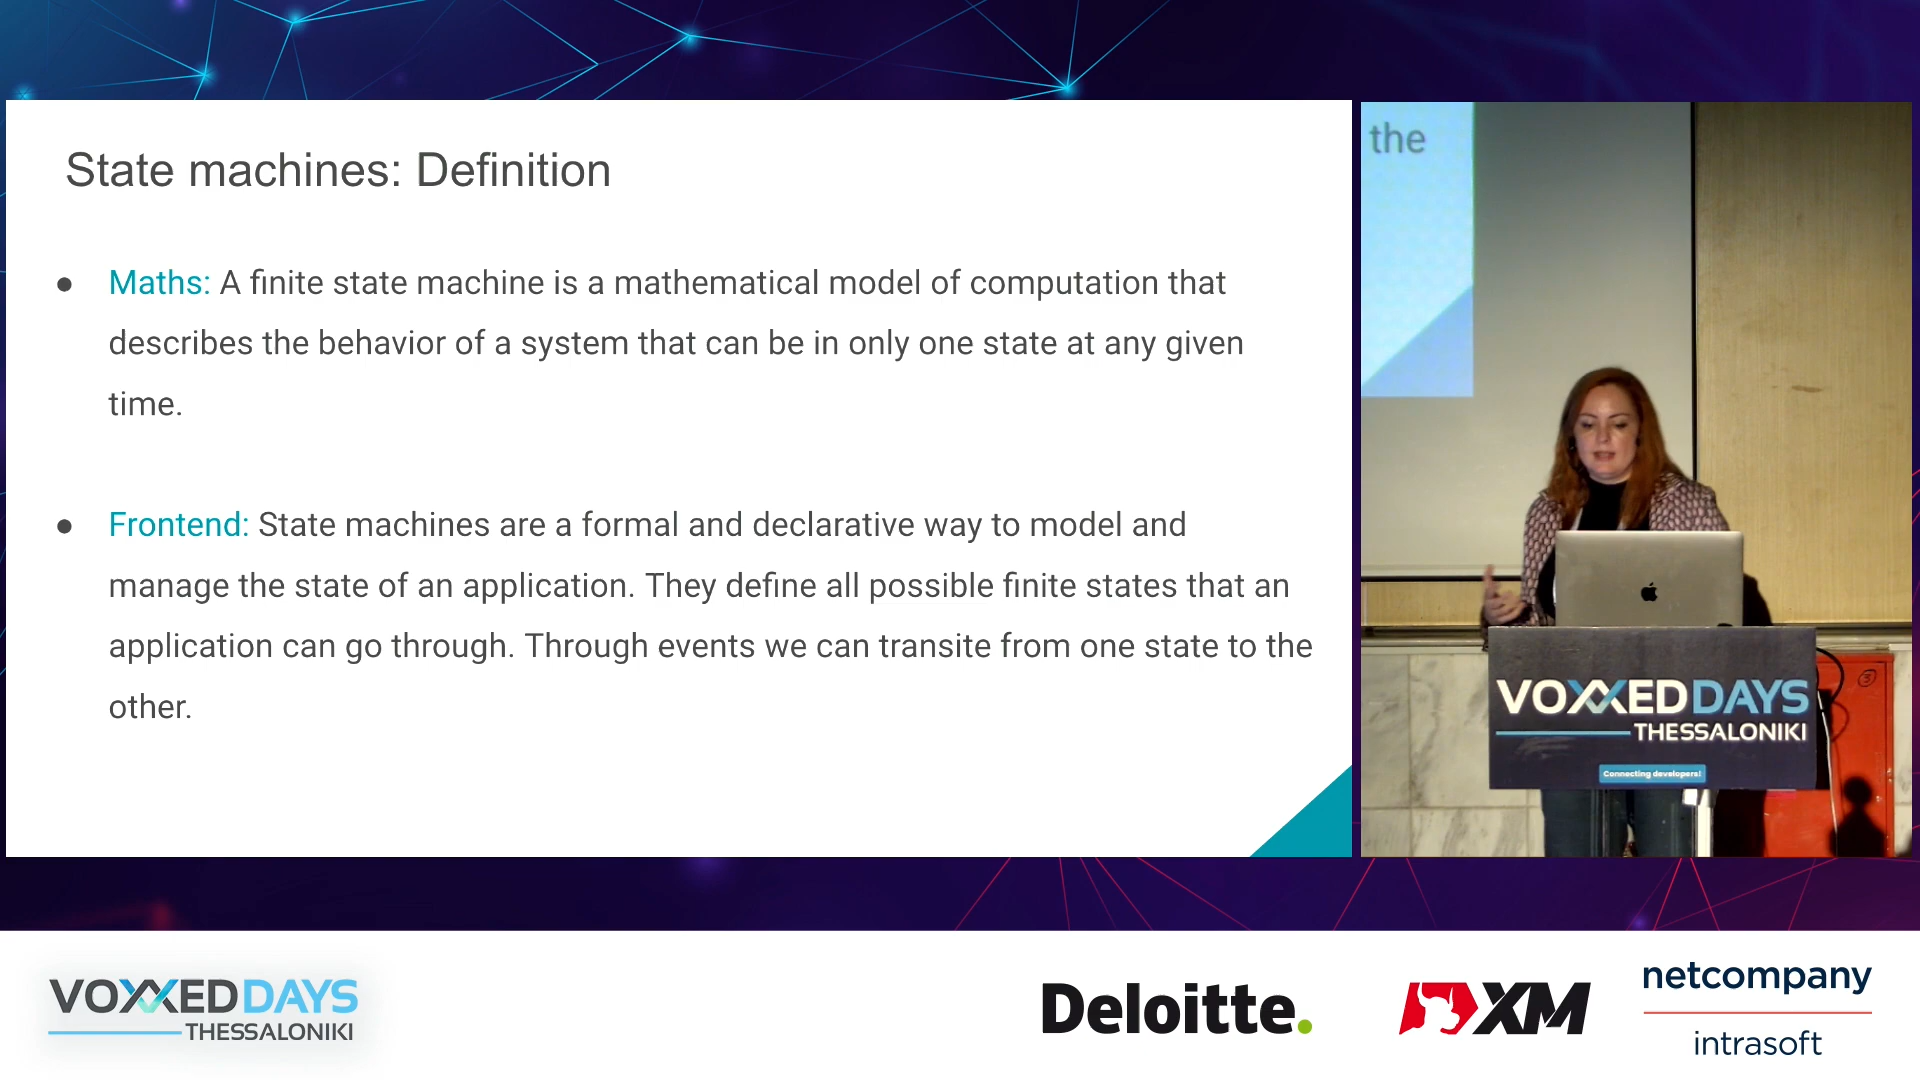 State machines: Definition
● Maths: A finite state machine is a mathematical model of computation that
describes the behavior of a system that can be in only one state at any given
time.
● Frontend: State machines are a formal and declarative way to model and
manage the state of an application. They define all possible finite states that an
application can go through. Through events we can transite from one state to the
other.
the
VOXXEDDAYS
THESSALONIKI
Connecting developers!
3
VOXXEDDAYS
THESSALONIKI
Deloitte.
XM
netcompany
intrasoft